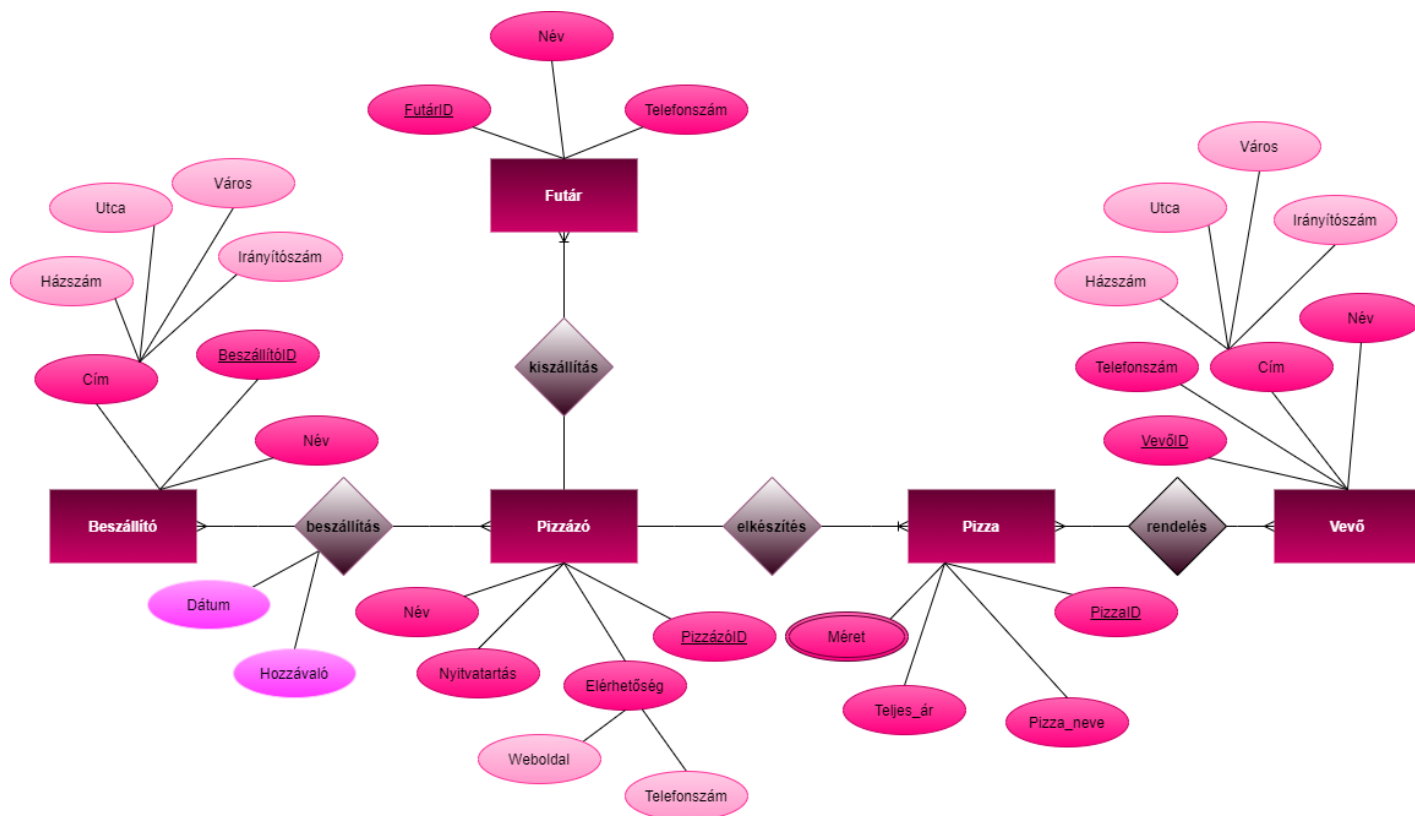 Név
FutárID
Telefonszám
Futár
Város
Utca
Irányítószám
Házszám
Cím
BeszállítóID
Név
Beszállító
beszállítás
Dátum
Hozzávaló
kiszállítás
Pizzázó
Név
Nyitvatartás
Elérhetőség
PizzázóID
Weboldal
Telefonszám
elkészítés
Pizza
Méret
Teljes_ár
Pizza_neve
PizzaID
rendelés
Város
Utca
Irányítószám
Házszám
Név
Telefonszám
Cím
VevőID
Vevő